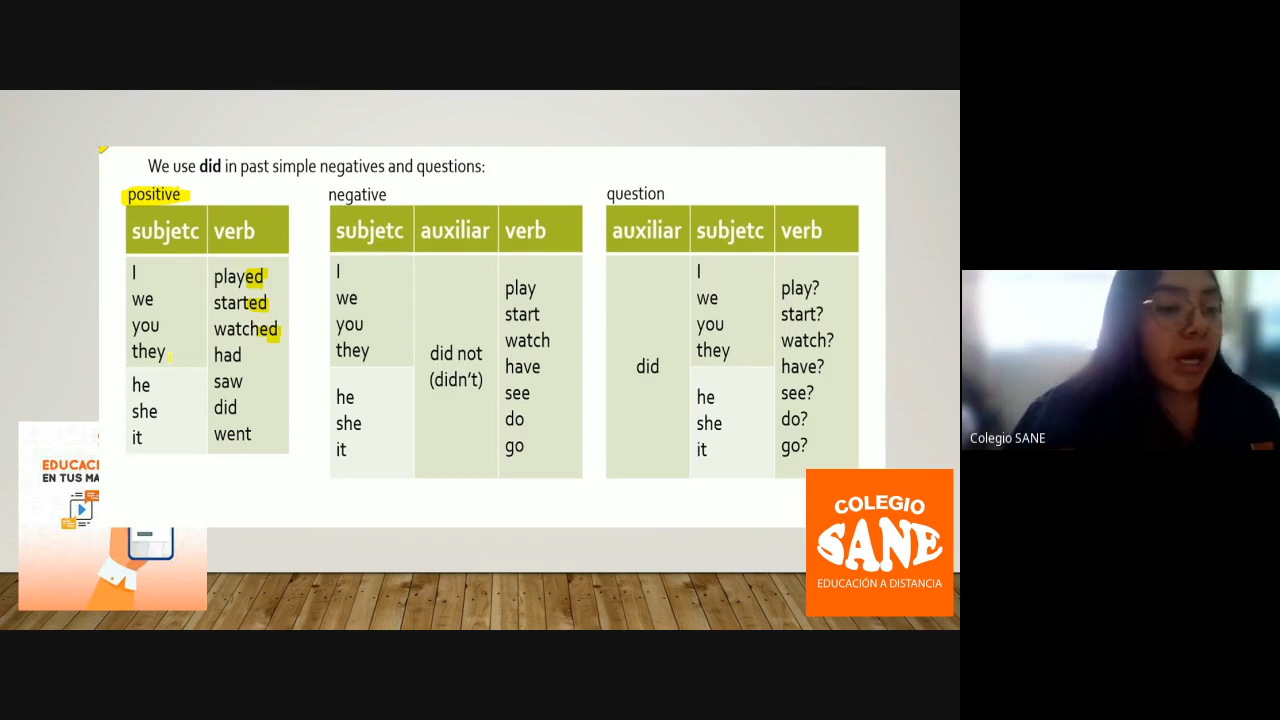 We use did in past simple negatives and questions:
positive
subjetc verb
I
we
you
they
he
she
it
played
started
watched
had
saw
did
went
negative
subjetc auxiliar verb
I
we
you
they
he
she
it
did not
(didn't)
play
start
watch
have
see
do
go
question
auxiliar subjetc verb
did
I
we
you
they
he
she
it
play?
start?
watch?
have?
see?
do?
go?
EDUCACI
EN TUS MA
COLEGIO
SANE
EDUCACIÓN A DISTANCIA
Colegio SANE